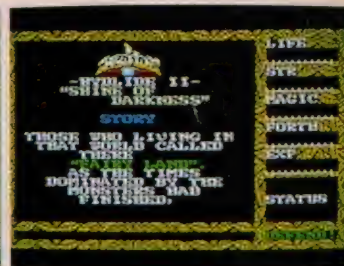 -HYDLIDE II-
"SHINE OF
DARKNESS"
STORY
THOSE WHO LIVING IN
THAT WORLD CALLED
THERE
"FAIRY LAND".
AS THE TIMES
DOMINATED BY THE
MONSTERS HAD
FINISHED,
LIFE
STR
MAGIC
FORTH
EXP
STATUS
DEFEND!